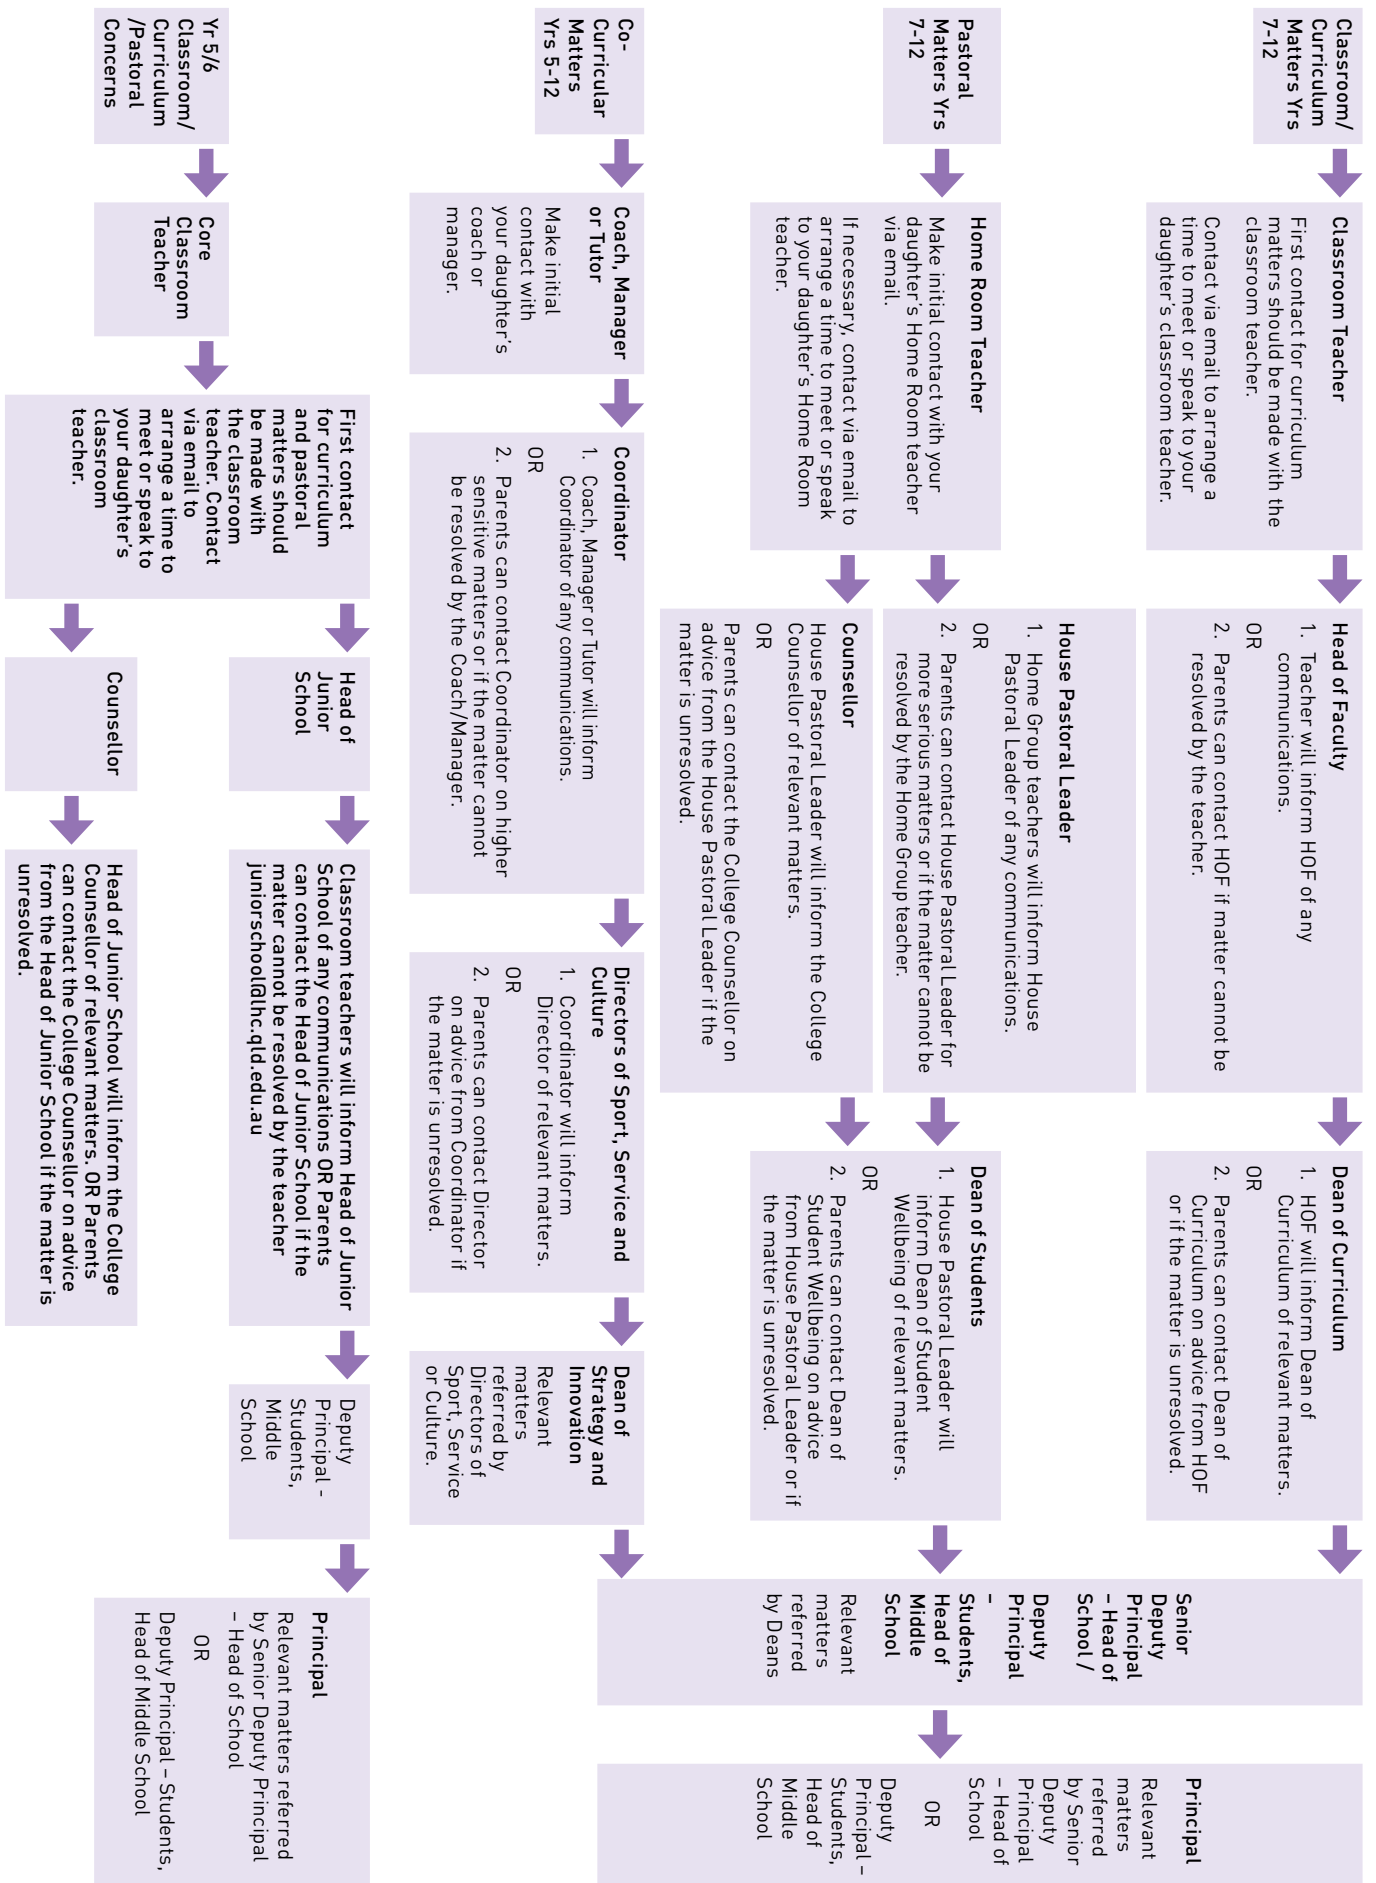 Classroom/
Curriculum
Matters Yrs
7-12
Classroom Teacher
First contact for curriculum
matters should be made with the
classroom teacher.
Contact via email to arrange a
time to meet or speak to your
daughter's classroom teacher.
Head of Faculty
1. Teacher will inform HOF of any
communications.
OR
2. Parents can contact HOF if matter cannot be
resolved by the teacher.
Dean of Curriculum
1. HOF will inform Dean of
Curriculum of relevant matters.
OR
2. Parents can contact Dean of
Curriculum on advice from HOF
or if the matter is unresolved.
Pastoral
Matters Yrs
7-12
Home Room Teacher
Make initial contact with your
daughter's Home Room teacher
via email.
If necessary, contact via email to
arrange a time to meet or speak
to your daughter's Home Room
teacher.
House Pastoral Leader
1. Home Group teachers will inform House
Pastoral Leader of any communications.
OR
2. Parents can contact House Pastoral Leader for
more serious matters or if the matter cannot be
resolved by the Home Group teacher.
Counsellor
House Pastoral Leader will inform the College
Counsellor of relevant matters.
OR
Parents can contact the College Counsellor on
advice from the House Pastoral Leader if the
matter is unresolved.
Dean of Students
1. House Pastoral Leader will
inform Dean of Student
Wellbeing of relevant matters.
OR
2. Parents can contact Dean of
Student Wellbeing on advice
from House Pastoral Leader or if
the matter is unresolved.
Co-
Curricular
Matters
Yrs 5-12
Coach, Manager
or Tutor
Make initial
contact with
your daughter's
coach or
manager.
Coordinator
1. Coach, Manager or Tutor will inform
Coordinator of any communications.
OR
2. Parents can contact Coordinator on higher
sensitive matters or if the matter cannot
be resolved by the Coach/Manager.
Directors of Sport, Service and
Culture
1. Coordinator will inform
Director of relevant matters.
OR
2. Parents can contact Director
on advice from Coordinator if
the matter is unresolved.
Dean of
Strategy and
Innovation
Relevant
matters
referred by
Directors of
Sport, Service
or Culture.
Senior
Deputy
Principal
– Head of
School /
Deputy
Principal
–
Students,
Head of
Middle
School
Relevant
matters
referred
by Deans
Principal
Relevant
matters
referred
by Senior
Deputy
Principal
– Head of
School
OR
Deputy
Principal –
Students,
Head of
Middle
School
Yr 5/6
Classroom/
Curriculum
/Pastoral
Concerns
Core
Classroom
Teacher
First contact
for curriculum
and pastoral
matters should
be made with
the classroom
teacher. Contact
via email to
arrange a time to
meet or speak to
your daughter's
classroom
teacher.
Head of
Junior
School
Classroom teachers will inform Head of Junior
School of any communications OR Parents
can contact the Head of Junior School if the
matter cannot be resolved by the teacher
juniorschool@lhc.qld.edu.au
Deputy
Principal –
Students,
Middle
School
Principal
Relevant matters referred
by Senior Deputy Principal
– Head of School
OR
Deputy Principal – Students,
Head of Middle School
Counsellor
Head of Junior School will inform the College
Counsellor of relevant matters. OR Parents
can contact the College Counsellor on advice
from the Head of Junior School if the matter is
unresolved.